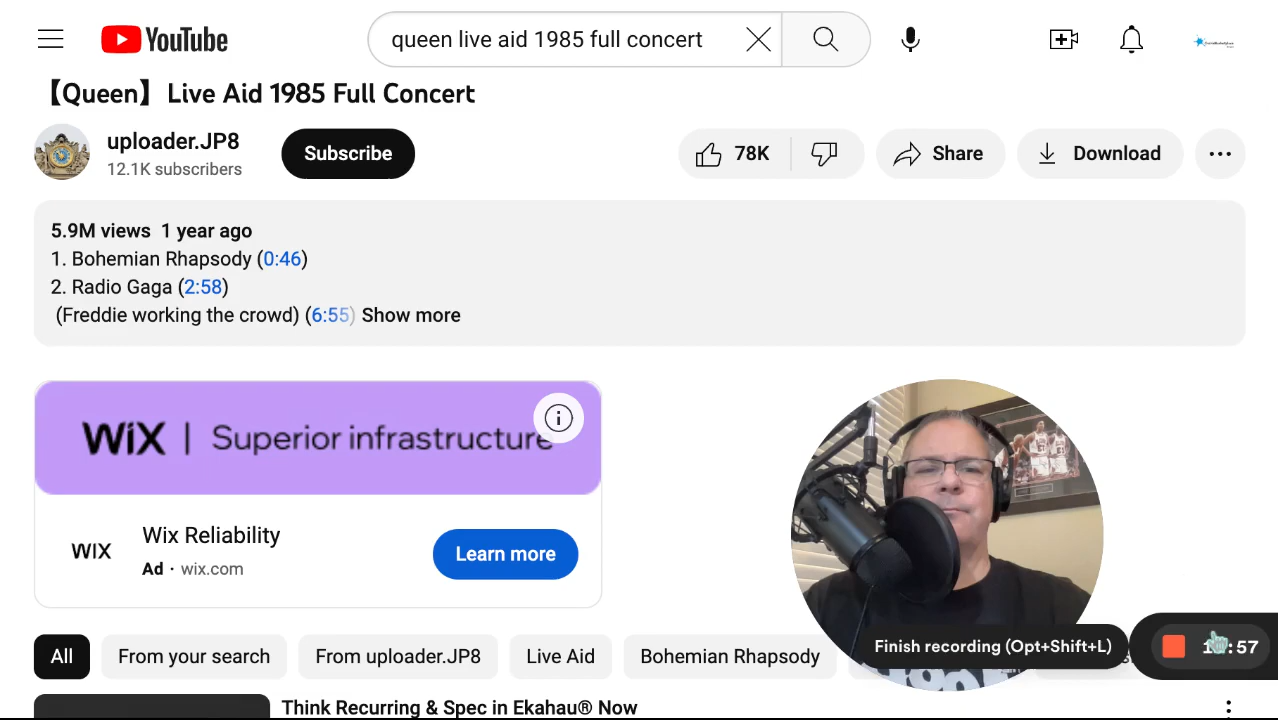 YouTube
queen live aid 1985 full concert
【Queen】Live Aid 1985 Full Concert
uploader.JP8
12.1K subscribers
Subscribe
78K
Share
Download
5.9M views 1 year ago
1. Bohemian Rhapsody (0:46)
2. Radio Gaga (2:58)
(Freddie working the crowd) (6:55) Show more
WiX | Superior infrastructure
WIX
Wix Reliability
Ad · wix.com
Learn more
Finish recording (Opt+Shift+L)
:57
All
From your search
From uploader.JP8
Live Aid
Bohemian Rhapsody
Think Recurring & Spec in Ekahau® Now